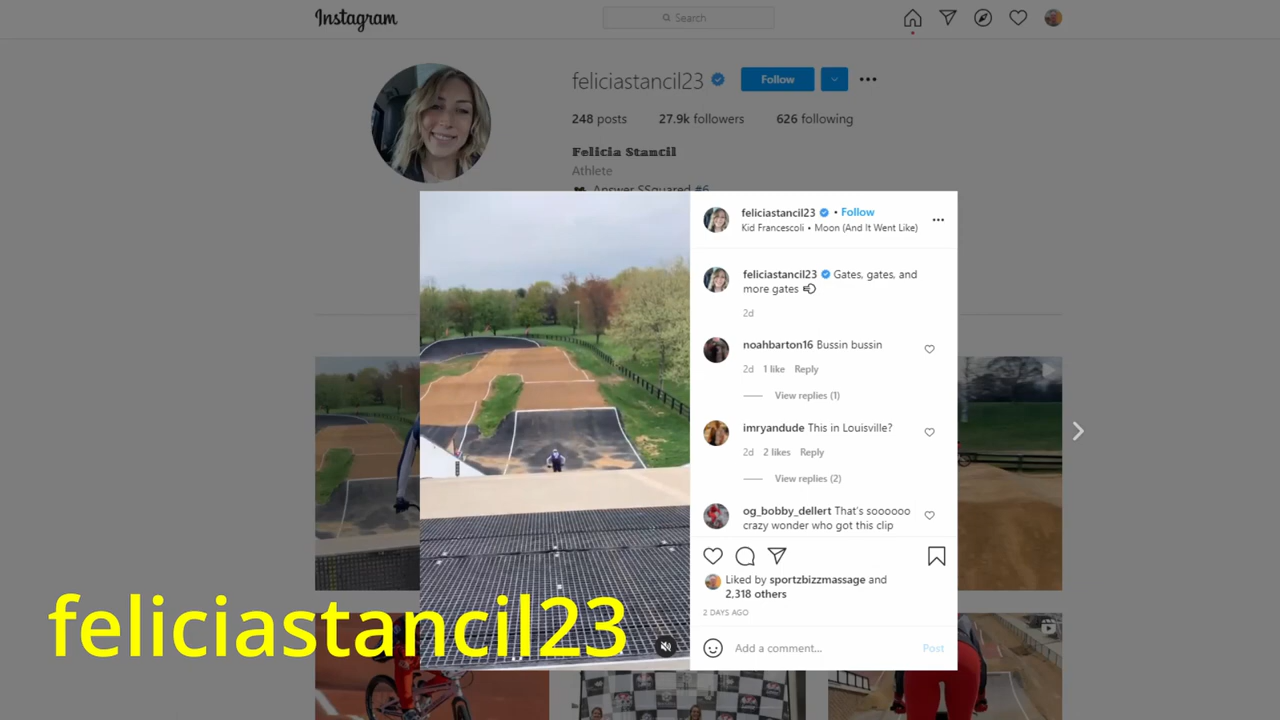 Instagram
Search
feliciastancil23
Follow
248 posts 27.9k followers 626 following
Felicia Stancil
Athlete
Answer SSquared #6
feliciastancil23 • Follow
Kid Francescoli • Moon (And It Went Like)
feliciastancil23 Gates, gates, and
more gates
2d
noahbarton16 Bussin bussin
2d 1 like Reply
View replies (1)
imryandude This in Louisville?
2d 2 likes Reply
View replies (2)
og_bobby_dellert That's soooooo
crazy wonder who got this clip
Liked by sportzbizzmassage and
2,318 others
2 DAYS AGO
Add a comment... Post
feliciastancil23